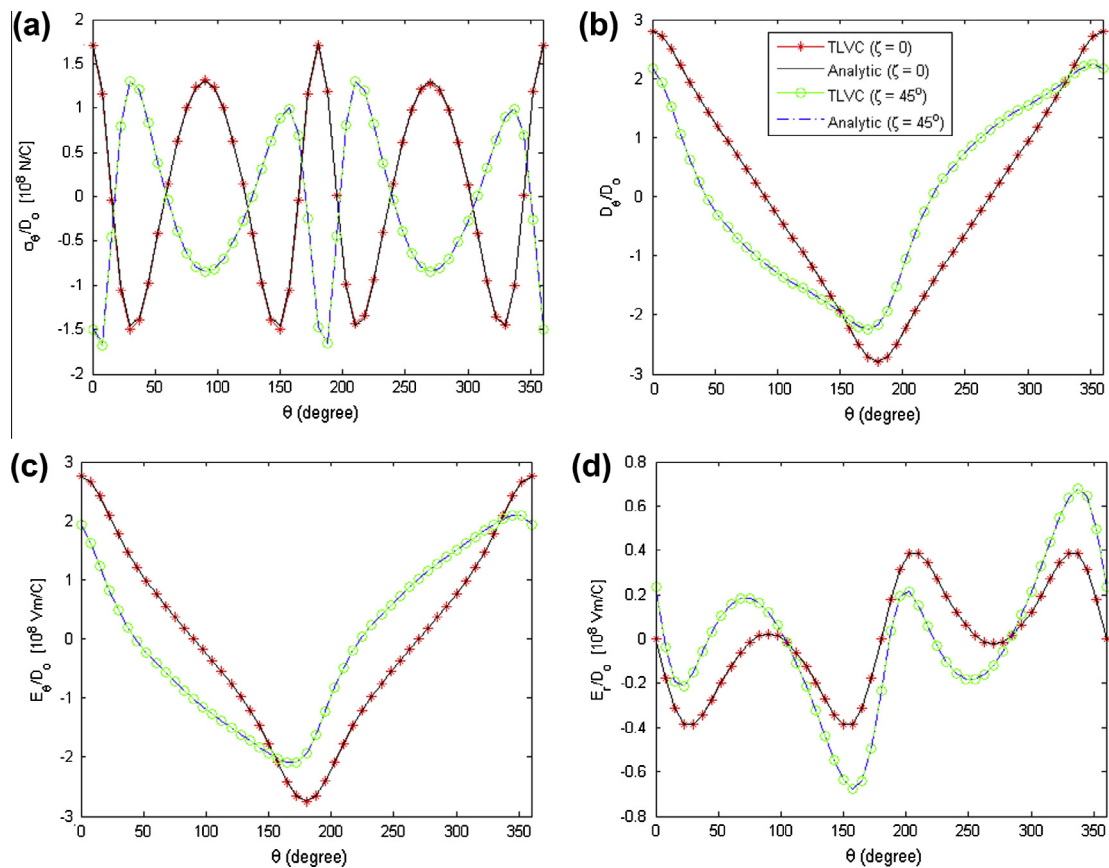 (a)
2
1.5
1
0.5
0
-0.5
-1
-1.5
-2
σθ/Do [10⁸ N/C]
0 50 100 150 200 250 300 350
θ (degree)
(b)
3
2
1
0
-1
-2
-3
Dθ/Do
TLVC (ζ = 0)
Analytic (ζ = 0)
TLVC (ζ = 45°)
Analytic (ζ = 45°)
0 50 100 150 200 250 300 350
θ (degree)
(c)
3
2
1
0
-1
-2
-3
Eθ/Do [10⁸ Vm/C]
0 50 100 150 200 250 300 350
θ (degree)
(d)
0.8
0.6
0.4
0.2
0
-0.2
-0.4
-0.6
-0.8
Er/Do [10⁸ Vm/C]
0 50 100 150 200 250 300 350
θ (degree)